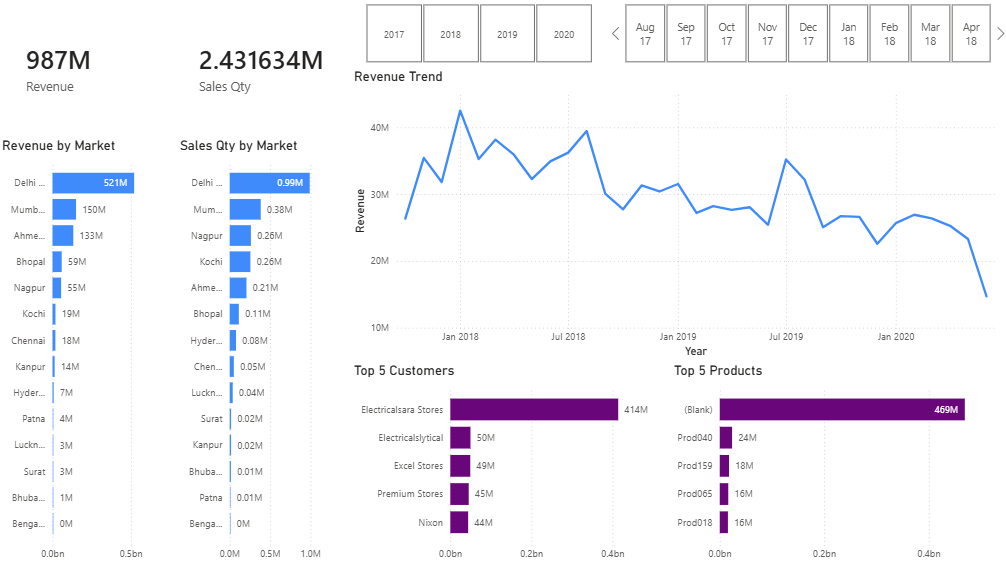 987M
Revenue
2.431634M
Sales Qty
2017
2018
2019
2020
Aug
17
Sep
17
Oct
17
Nov
17
Dec
17
Jan
18
Feb
18
Mar
18
Apr
18
Revenue by Market
Delhi ... 521M
Mumb... 150M
Ahme... 133M
Bhopal 59M
Nagpur 55M
Kochi 19M
Chennai 18M
Kanpur 14M
Hyder... 7M
Patna 4M
Luckn... 3M
Surat 3M
Bhuba... 1M
Benga... 0M
0.0bn 0.5bn
Sales Qty by Market
Delhi ... 0.99M
Mum... 0.38M
Nagpur 0.26M
Kochi 0.26M
Ahme... 0.21M
Bhopal 0.11M
Hyder... 0.08M
Chen... 0.05M
Luckn... 0.04M
Surat 0.02M
Kanpur 0.02M
Bhuba... 0.01M
Patna 0.01M
Benga... 0M
0.0M 0.5M 1.0M
Revenue Trend
Revenue
40M
30M
20M
10M
Jan 2018 Jul 2018 Jan 2019 Jul 2019 Jan 2020
Year
Top 5 Customers
Electricalsara Stores 414M
Electricalslytical 50M
Excel Stores 49M
Premium Stores 45M
Nixon 44M
0.0bn 0.2bn 0.4bn
Top 5 Products
(Blank) 469M
Prod040 24M
Prod159 18M
Prod065 16M
Prod018 16M
0.0bn 0.2bn 0.4bn